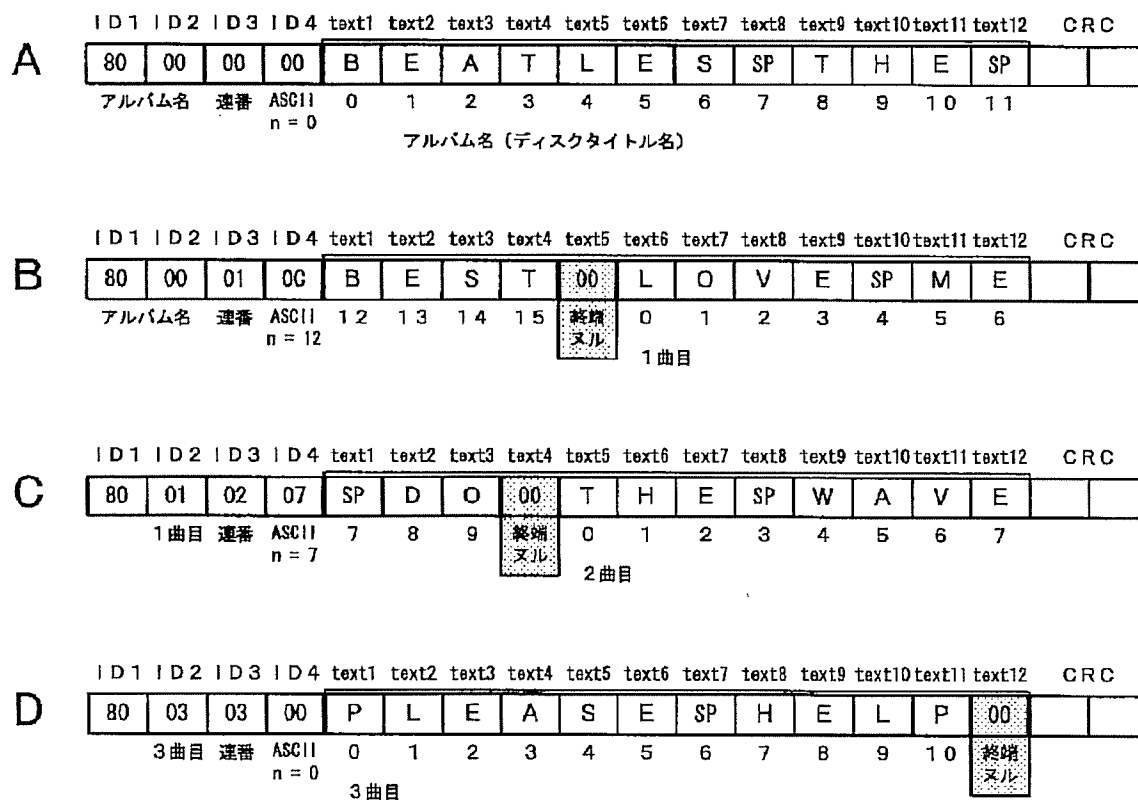 ID1 ID2 ID3 ID4 text1 text2 text3 text4 text5 text6 text7 text8 text9 text10 text11 text12 CRC
A 80 00 00 00 B E A T L E S SP T H E SP
アルバム名 連番 ASCII 0 1 2 3 4 5 6 7 8 9 10 11
n = 0
アルバム名 (ディスクタイトル名)
ID1 ID2 ID3 ID4 text1 text2 text3 text4 text5 text6 text7 text8 text9 text10 text11 text12 CRC
B 80 00 01 0C B E S T 00 L O V E SP M E
アルバム名 連番 ASCII 12 13 14 15 終端 0 1 2 3 4 5 6
n = 12 ヌル
1曲目
ID1 ID2 ID3 ID4 text1 text2 text3 text4 text5 text6 text7 text8 text9 text10 text11 text12 CRC
C 80 01 02 07 SP D O 00 T H E SP W A V E
1曲目 連番 ASCII 7 8 9 終端 0 1 2 3 4 5 6 7
n = 7 ヌル
2曲目
ID1 ID2 ID3 ID4 text1 text2 text3 text4 text5 text6 text7 text8 text9 text10 text11 text12 CRC
D 80 03 03 00 P L E A S E SP H E L P 00
3曲目 連番 ASCII 0 1 2 3 4 5 6 7 8 9 10 終端
n = 0 ヌル
3曲目